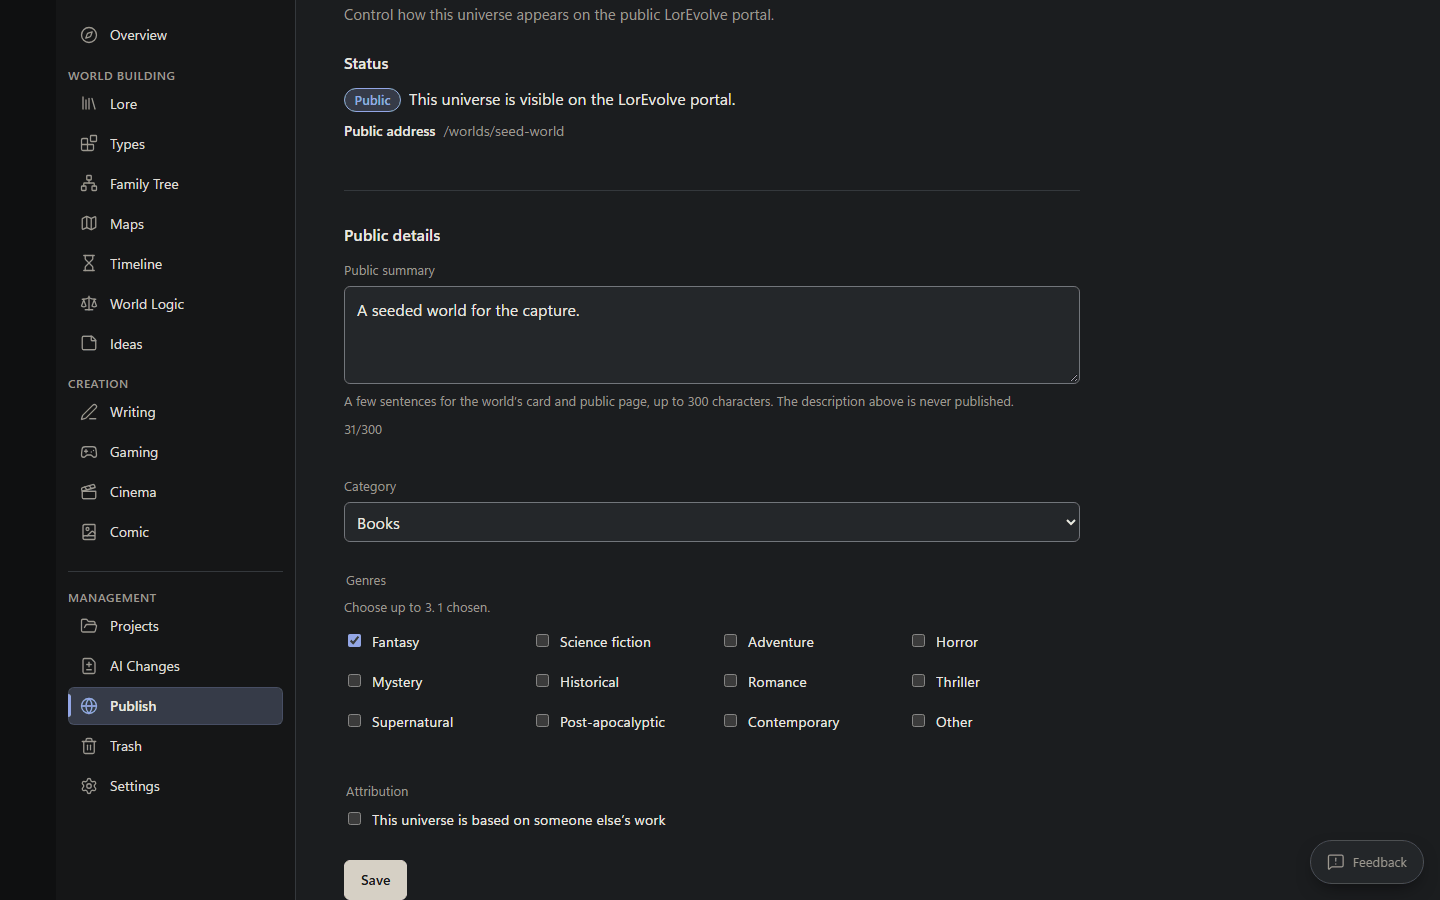 Overview
WORLD BUILDING
Lore
Types
Family Tree
Maps
Timeline
World Logic
Ideas
CREATION
Writing
Gaming
Cinema
Comic
MANAGEMENT
Projects
AI Changes
Publish
Trash
Settings
Control how this universe appears on the public LorEvolve portal.
Status
Public This universe is visible on the LorEvolve portal.
Public address /worlds/seed-world
Public details
Public summary
A seeded world for the capture.
A few sentences for the world’s card and public page, up to 300 characters. The description above is never published.
31/300
Category
Books
Genres
Choose up to 3. 1 chosen.
Fantasy Science fiction Adventure Horror
Mystery Historical Romance Thriller
Supernatural Post-apocalyptic Contemporary Other
Attribution
This universe is based on someone else’s work
Save
Feedback